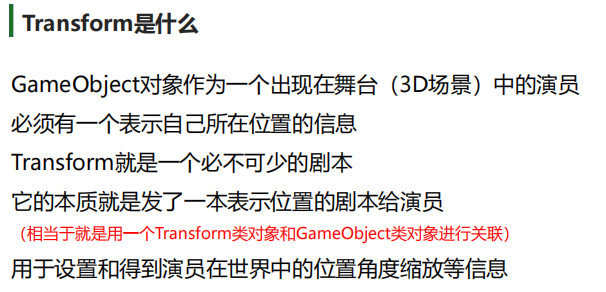 Transform是什么
GameObject对象作为一个出现在舞台（3D场景）中的演员
必须有一个表示自己所在位置的信息
Transform就是一个必不可少的剧本
它的本质就是发了一本表示位置的剧本给演员
（相当于就是用一个Transform类对象和GameObject类对象进行关联）
用于设置和得到演员在世界中的位置角度缩放等信息